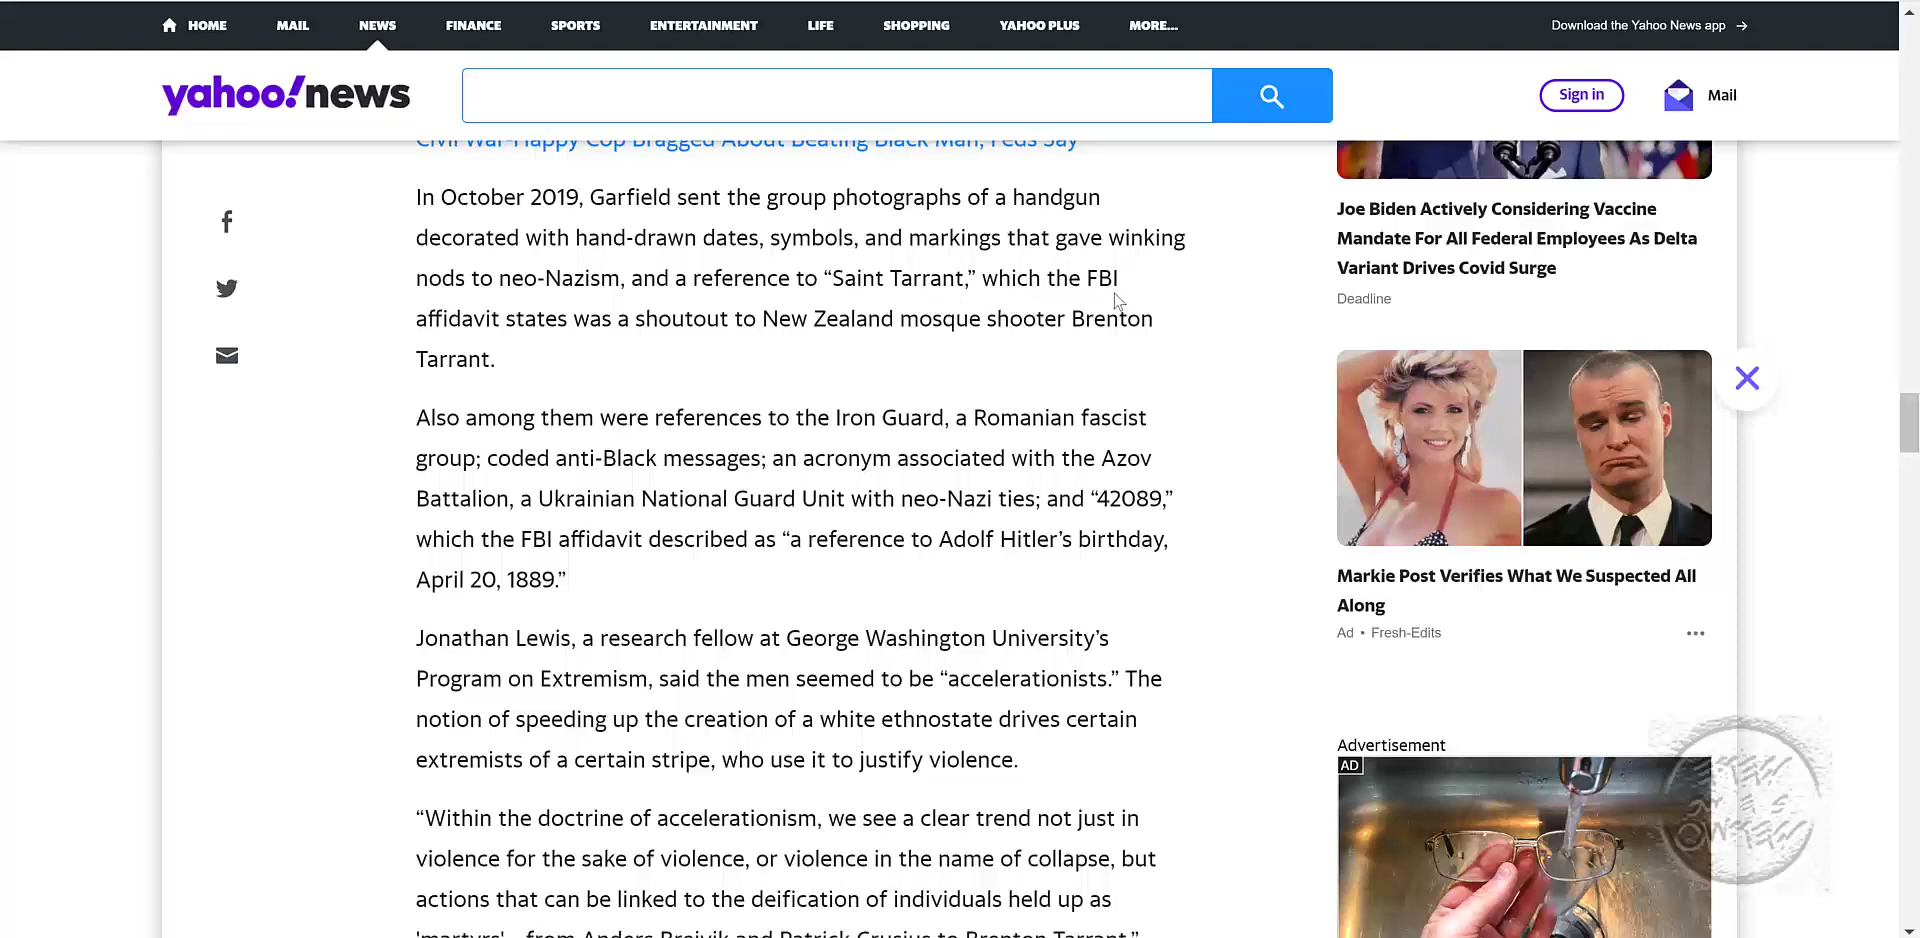 HOME
MAIL
NEWS
FINANCE
SPORTS
ENTERTAINMENT
LIFE
SHOPPING
YAHOO PLUS
MORE...
Download the Yahoo News app →
yahoo!news
Sign in
Mail
Civil War-Happy Cop Bragged About Beating Black Man, Feds Say
In October 2019, Garfield sent the group photographs of a handgun
decorated with hand-drawn dates, symbols, and markings that gave winking
nods to neo-Nazism, and a reference to “Saint Tarrant,” which the FBI
affidavit states was a shoutout to New Zealand mosque shooter Brenton
Tarrant.
Also among them were references to the Iron Guard, a Romanian fascist
group; coded anti-Black messages; an acronym associated with the Azov
Battalion, a Ukrainian National Guard Unit with neo-Nazi ties; and “42089,”
which the FBI affidavit described as “a reference to Adolf Hitler’s birthday,
April 20, 1889.”
Jonathan Lewis, a research fellow at George Washington University’s
Program on Extremism, said the men seemed to be “accelerationists.” The
notion of speeding up the creation of a white ethnostate drives certain
extremists of a certain stripe, who use it to justify violence.
“Within the doctrine of accelerationism, we see a clear trend not just in
violence for the sake of violence, or violence in the name of collapse, but
actions that can be linked to the deification of individuals held up as
'martyrs'—from Anders Breivik and Patrick Crusius to Brenton Tarrant,”
Joe Biden Actively Considering Vaccine
Mandate For All Federal Employees As Delta
Variant Drives Covid Surge
Deadline
Markie Post Verifies What We Suspected All
Along
Ad • Fresh-Edits
Advertisement
AD